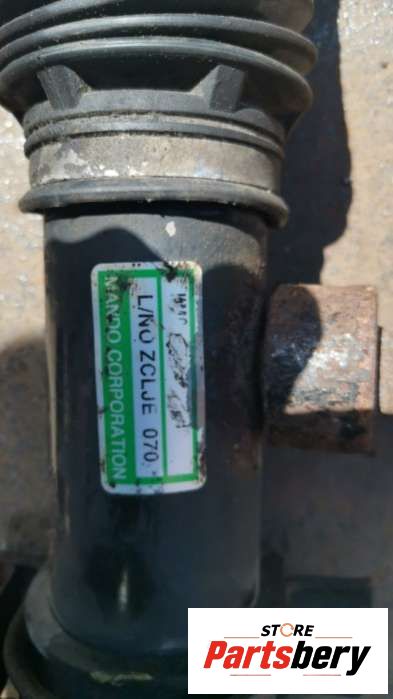 L/NO ZCLJE 070
MANDO CORPORATION
STORE
Partsbery